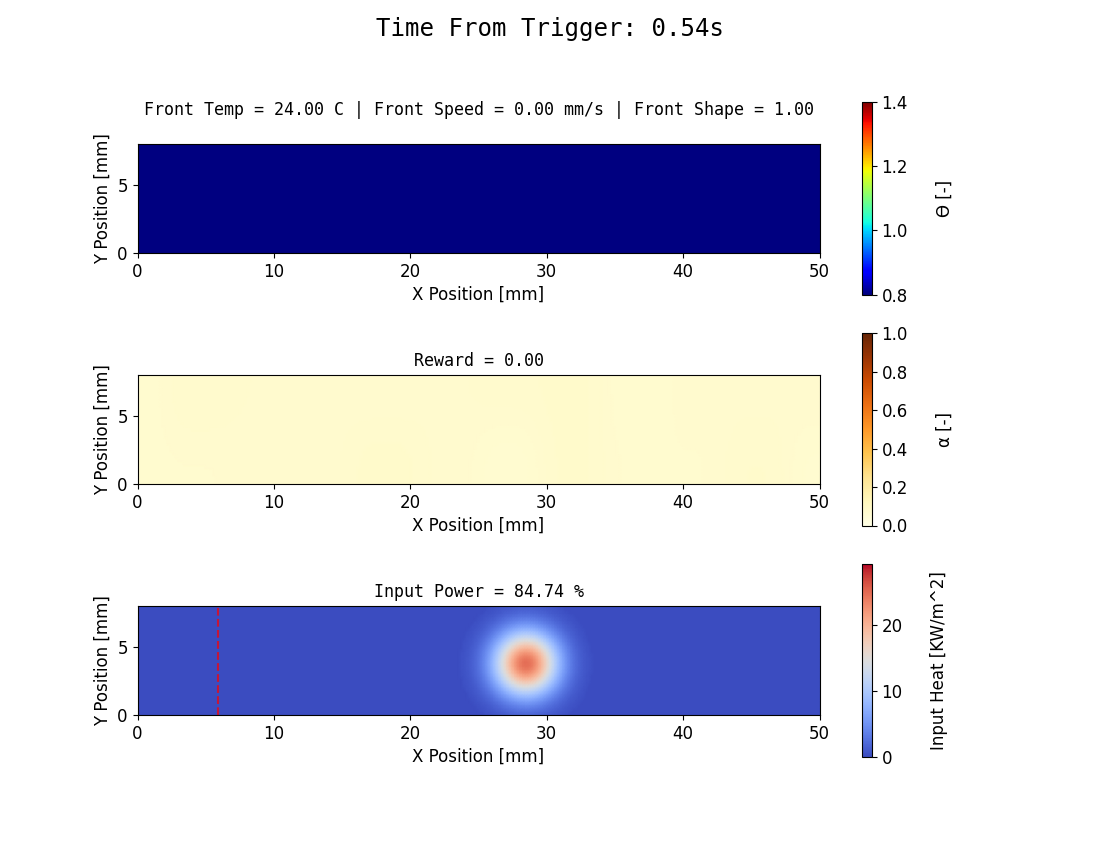 Time From Trigger: 0.54s
Front Temp = 24.00 C | Front Speed = 0.00 mm/s | Front Shape = 1.00
Y Position [mm]
5
0
0 10 20 30 40 50
X Position [mm]
1.4
1.2
1.0
0.8
Θ [-]
Reward = 0.00
Y Position [mm]
5
0
0 10 20 30 40 50
X Position [mm]
1.0
0.8
0.6
0.4
0.2
0.0
α [-]
Input Power = 84.74 %
Y Position [mm]
5
0
0 10 20 30 40 50
X Position [mm]
20
10
0
Input Heat [KW/m^2]